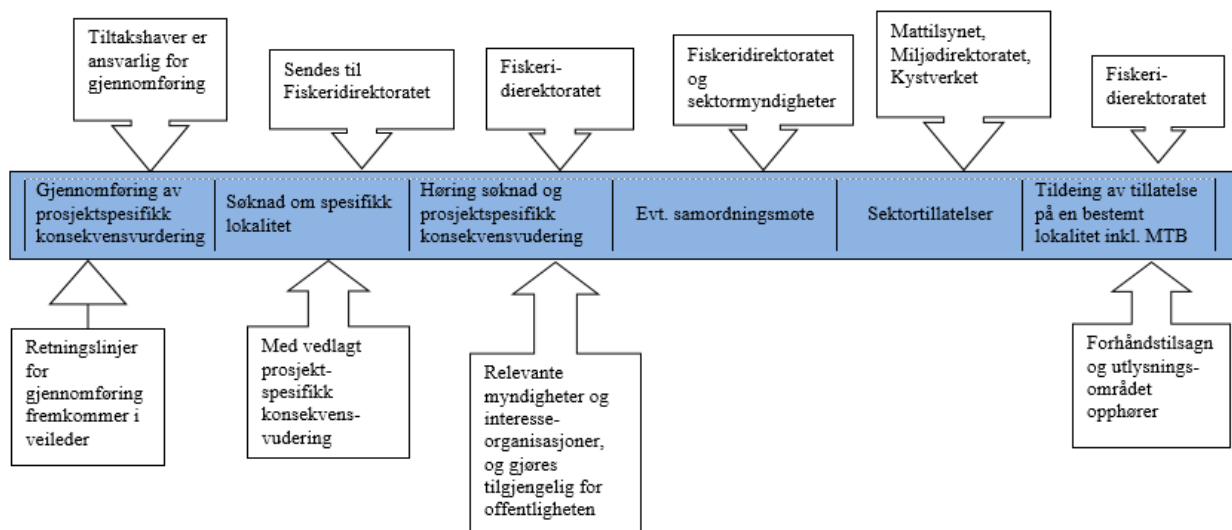 Tiltakshaver er
ansvarlig for
gjennomføring
Sendes til
Fiskeridirektoratet
Fiskeri-
dierektoratet
Fiskeridirektoratet
og
sektormyndigheter
Mattilsynet,
Miljødirektoratet,
Kystverket
Fiskeri-
dierektoratet
Gjennomføring av
prosjektspesifikk
konsekvensvurdering
Søknad om spesifikk
lokalitet
Høring søknad og
prosjektspesifikk
konsekvensvudering
Evt. samordningsmøte
Sektortillatelser
Tildeing av tillatelse
på en bestemt
lokalitet inkl. MTB
Retningslinjer
for
gjennomføring
fremkommer i
veileder
Med vedlagt
prosjekt-
spesifikk
konsekvens-
vudering
Relevante
myndigheter og
interesse-
organisasjoner,
og gjøres
tilgjengelig for
offentligheten
Forhåndstilsagn
og utlysnings-
området
opphører